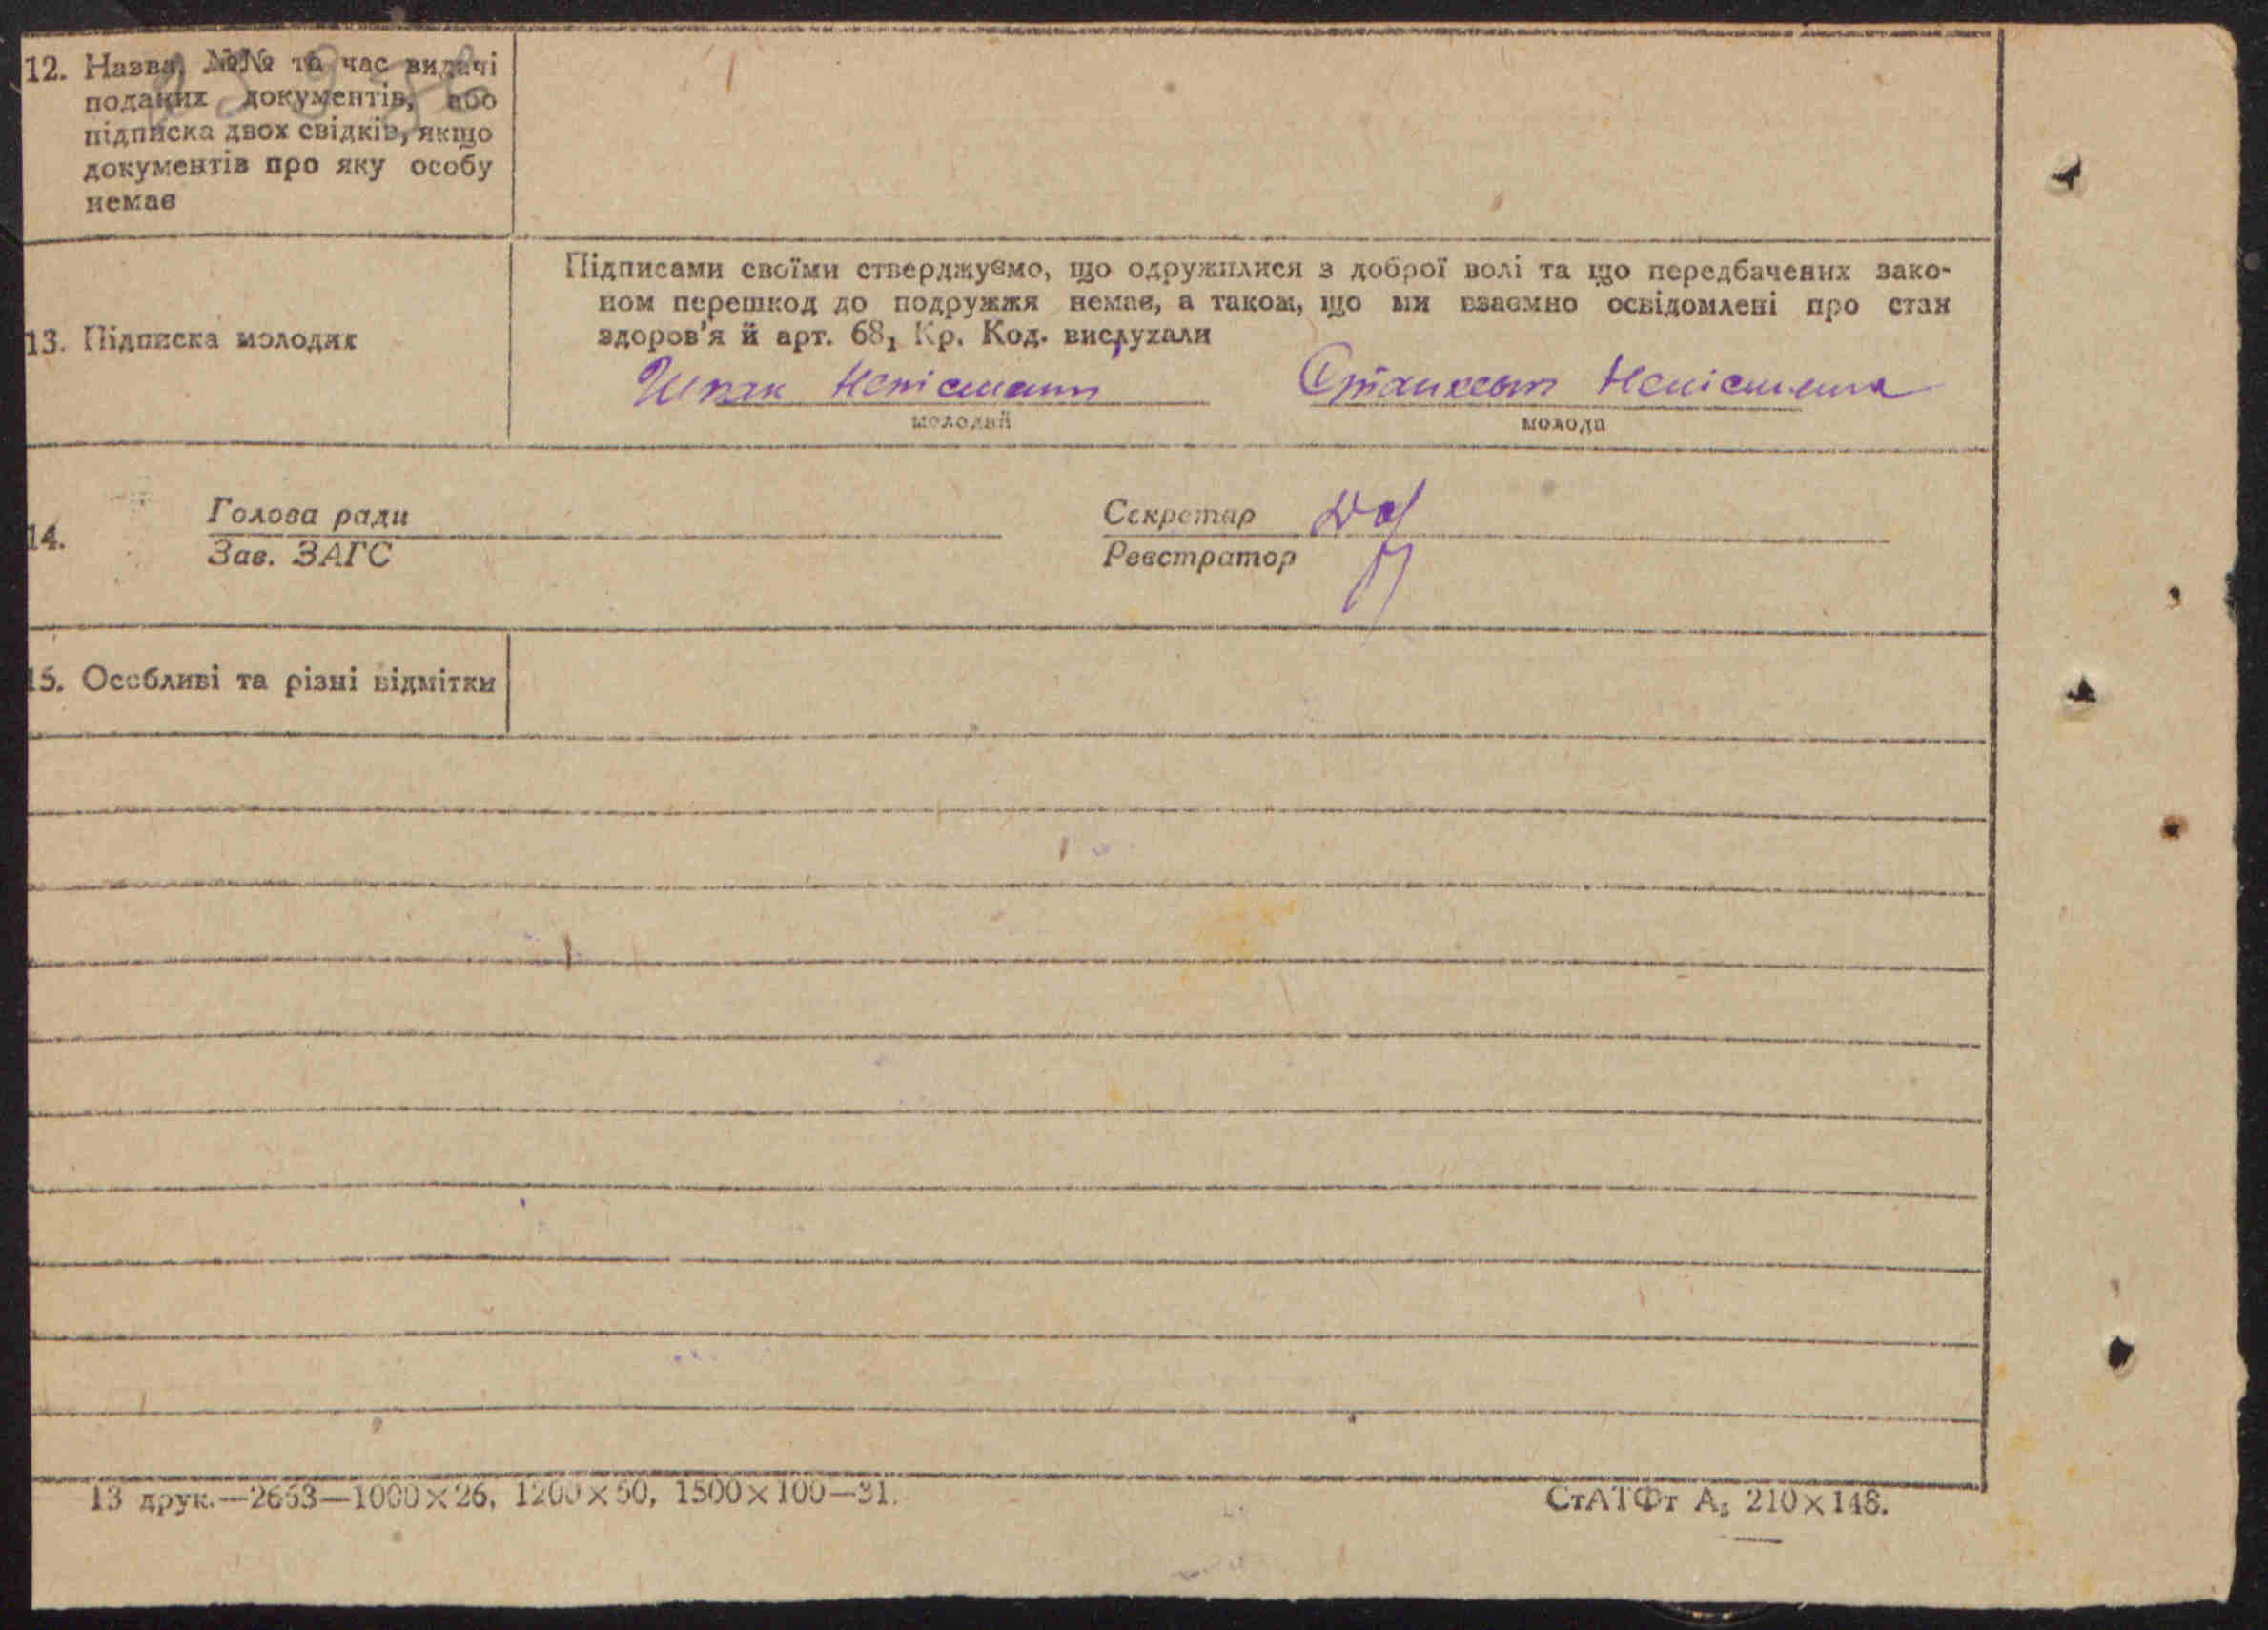 12. Назва, №№ та час видачі
поданих документів, або
підписка двох свідків, якщо
документів про яку особу
немає
Підписами своїми стверджуємо, що одружилися з доброї волі та що передбачених зако-
ном перешкод до подружжя немає, а також, що ми взаємно освідомлені про стан
здоров'я й арт. 68₁ Кр. Код. вислухали
13. Підписка молодих
Шпак Неписьмен
молодий
молода
Голова ради
Секретар
14.
Зав. ЗАГС
Реєстратор
15. Особливі та різні відмітки
13 друк.—2663—1000×26, 1200×50, 1500×100—31.
СтАТФт А₅ 210×148.